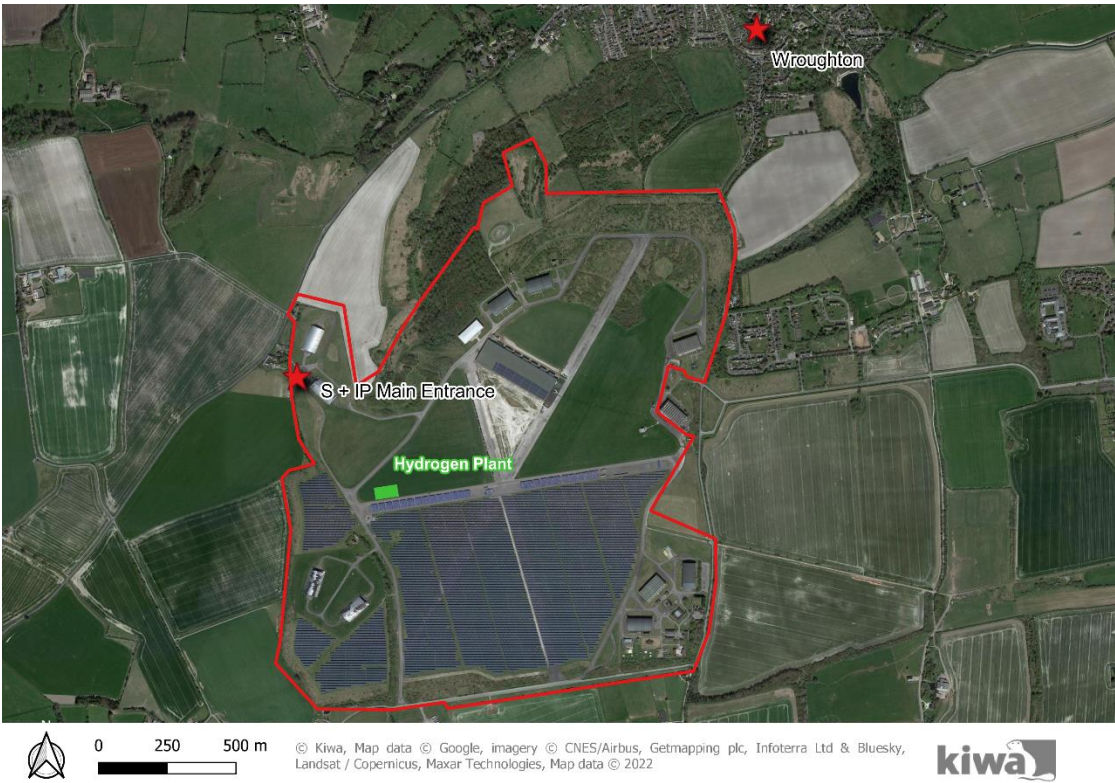 Wroughton
S + IP Main Entrance
Hydrogen Plant
N
0 250 500 m
© Kiwa, Map data © Google, imagery © CNES/Airbus, Getmapping plc, Infoterra Ltd & Bluesky,
Landsat / Copernicus, Maxar Technologies, Map data © 2022
kiwa